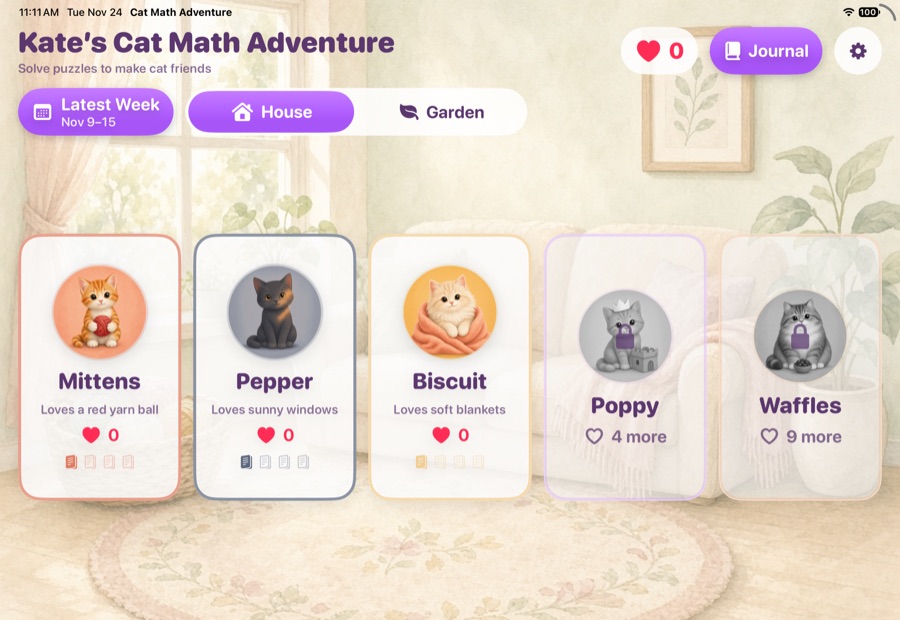 11:11 AM Tue Nov 24 Cat Math Adventure
100
Kate's Cat Math Adventure
Solve puzzles to make cat friends
0
Journal
Latest Week
Nov 9–15
House
Garden
Mittens
Loves a red yarn ball
0
Pepper
Loves sunny windows
0
Biscuit
Loves soft blankets
0
Poppy
4 more
Waffles
9 more